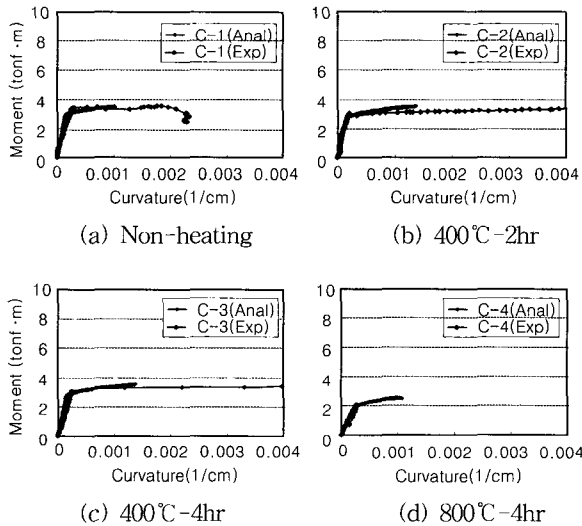 Moment (tonf·m)
10
8
6
4
2
0
C-1(Anal)
C-1(Exp)
0 0.001 0.002 0.003 0.004
Curvature(1/cm)
(a) Non-heating
10
8
6
4
2
0
C-2(Anal)
C-2(Exp)
0 0.001 0.002 0.003 0.004
Curvature(1/cm)
(b) 400℃-2hr
Moment (tonf·m)
10
8
6
4
2
0
C-3(Anal)
C-3(Exp)
0 0.001 0.002 0.003 0.004
Curvature(1/cm)
(c) 400℃-4hr
10
8
6
4
2
0
C-4(Anal)
C-4(Exp)
0 0.001 0.002 0.003 0.004
Curvature(1/cm)
(d) 800℃-4hr